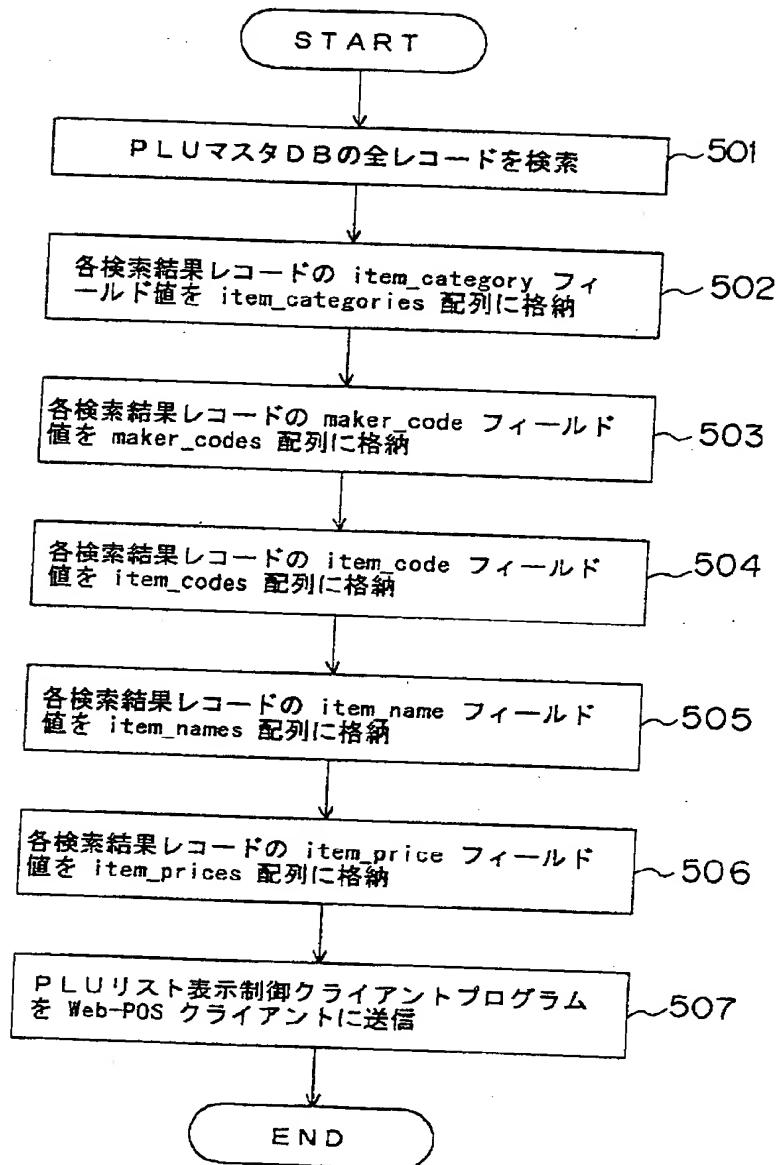 START
PLUマスタDBの全レコードを検索
501
各検索結果レコードの item_category フィ
ールド値を item_categories 配列に格納
502
各検索結果レコードの maker_code フィールド
値を maker_codes 配列に格納
503
各検索結果レコードの item_code フィールド
値を item_codes 配列に格納
504
各検索結果レコードの item_name フィールド
値を item_names 配列に格納
505
各検索結果レコードの item_price フィールド
値を item_prices 配列に格納
506
PLUリスト表示制御クライアントプログラム
を Web-POS クライアントに送信
507
END